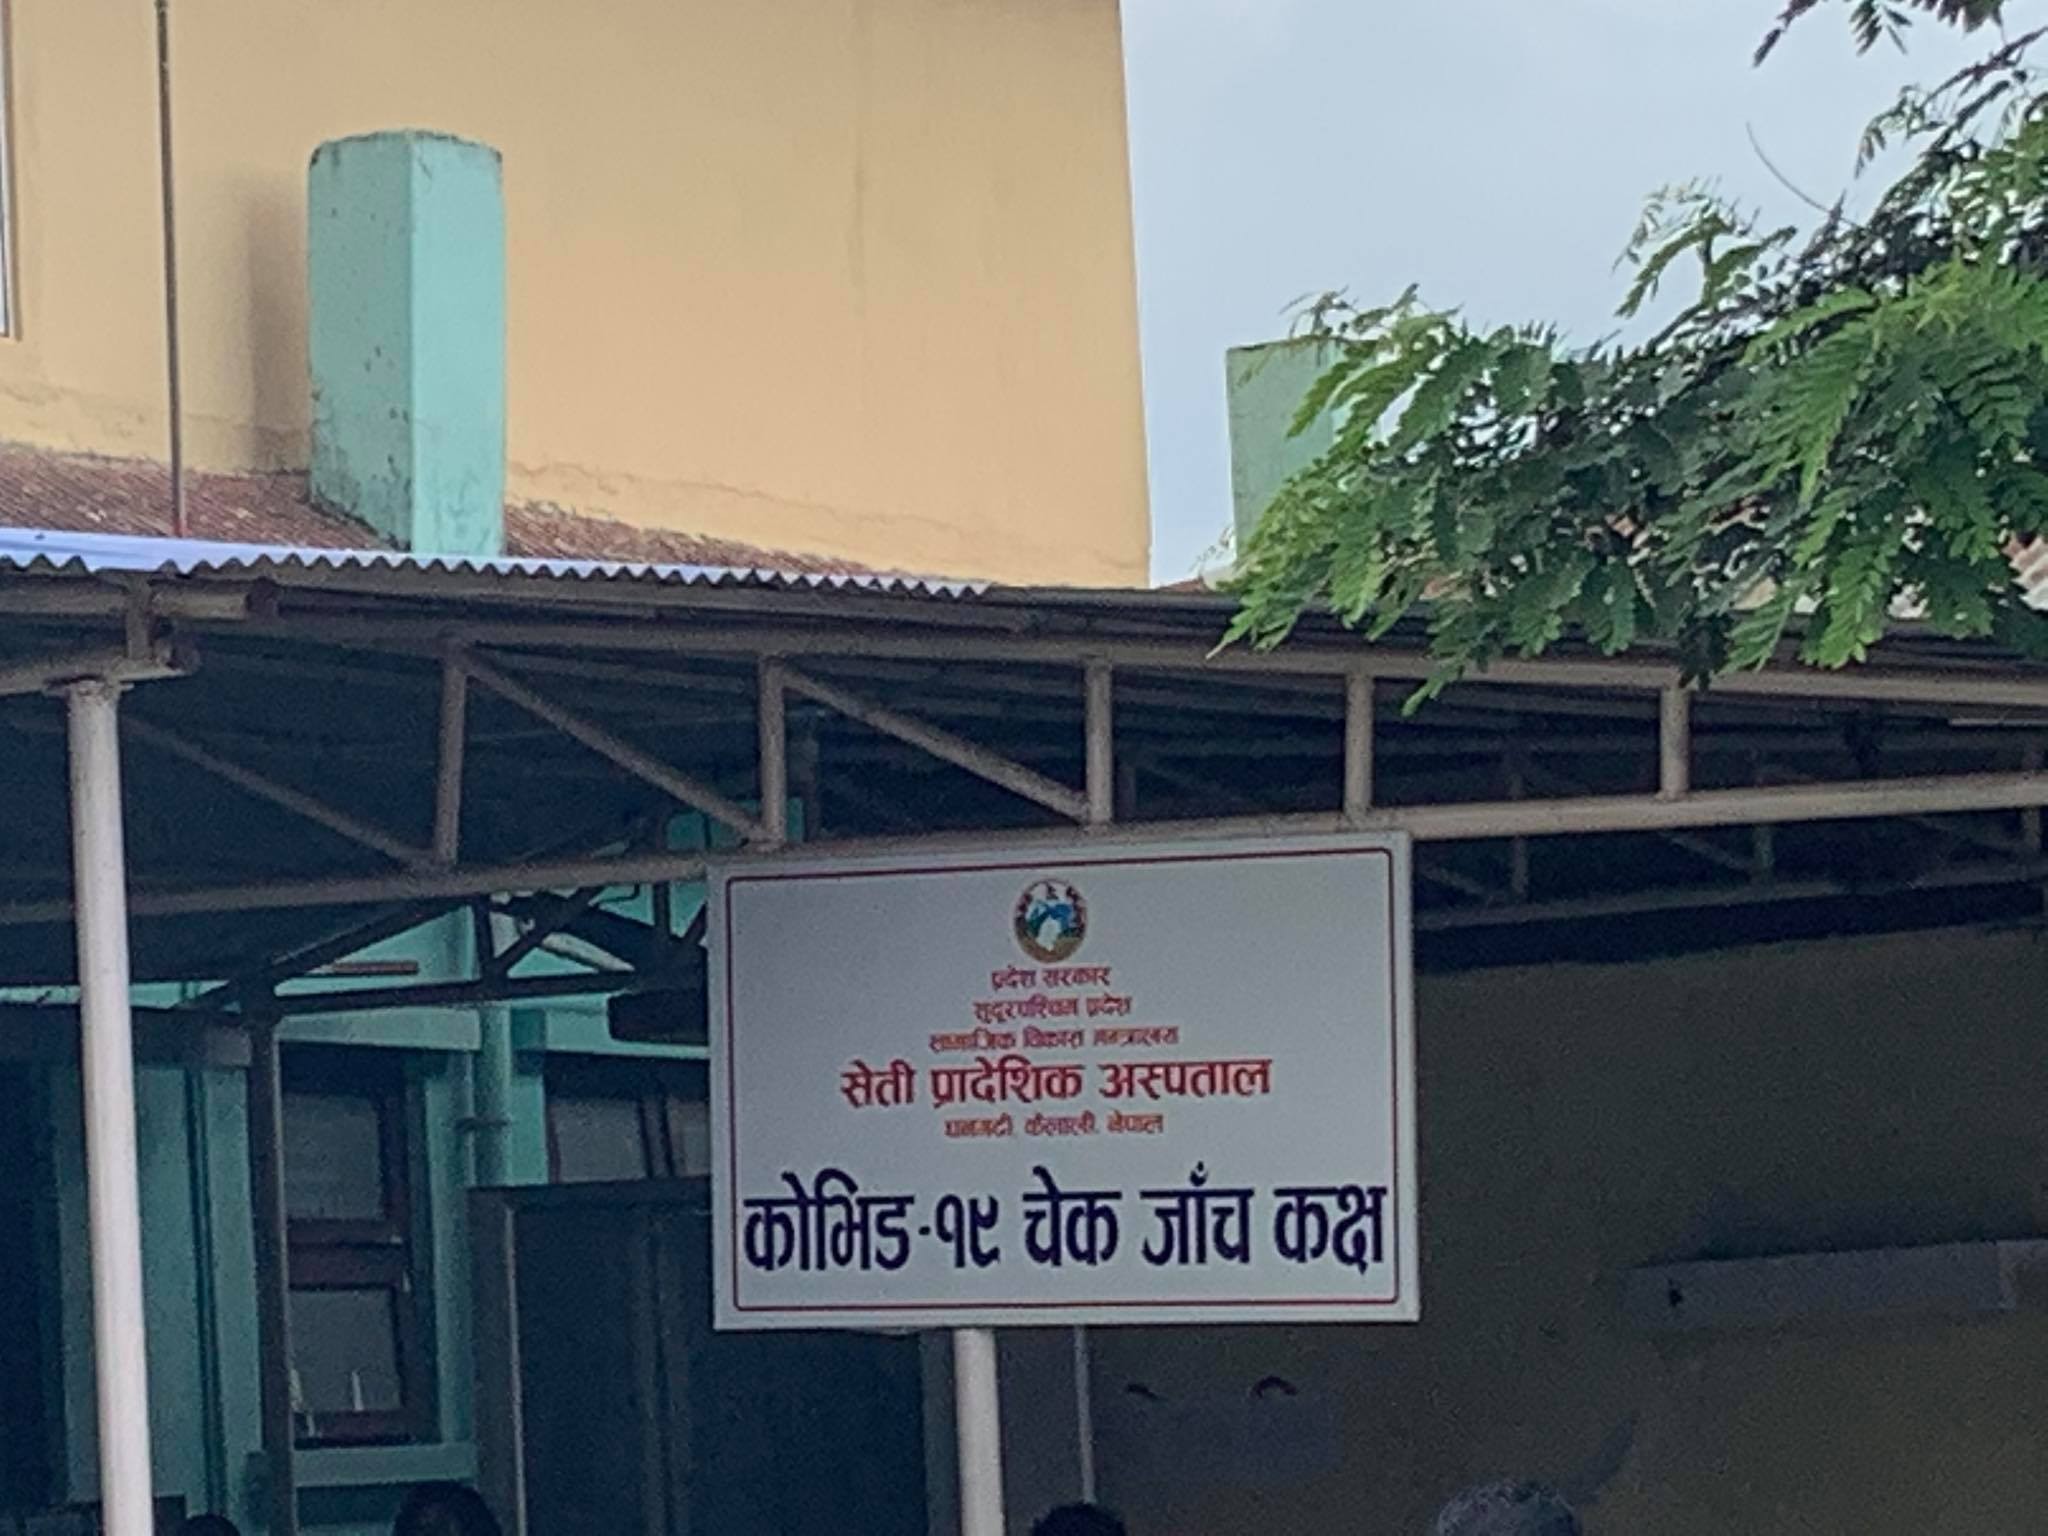 प्रदेश सरकार
सुदूरपश्चिम प्रदेश
सामाजिक विकास मन्त्रालय
सेती प्रादेशिक अस्पताल
धनगढी, कैलाली, नेपाल
कोभिड-१९ चेक जाँच कक्ष